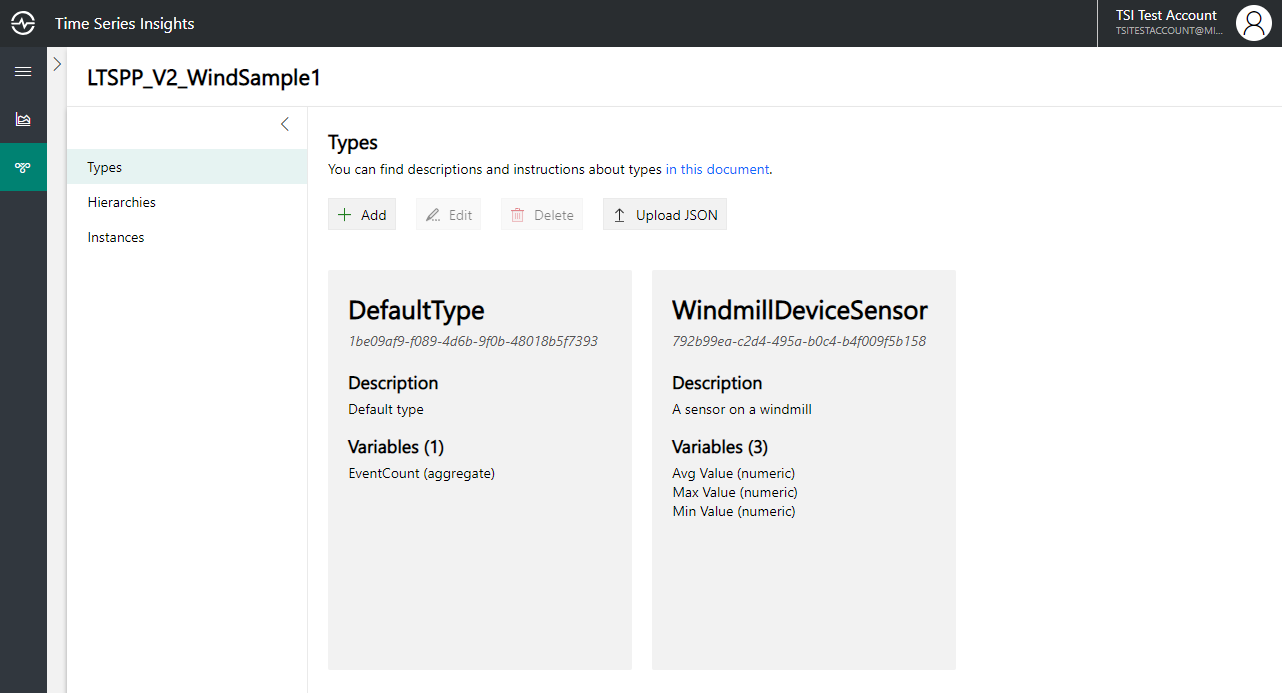 Time Series Insights
TSI Test Account
TSITESTACCOUNT@MI...
LTSPP_V2_WindSample1
Types
Hierarchies
Instances
Types
You can find descriptions and instructions about types in this document.
Add
Edit
Delete
Upload JSON
DefaultType
1be09af9-f089-4d6b-9f0b-48018b5f7393
Description
Default type
Variables (1)
EventCount (aggregate)
WindmillDeviceSensor
792b99ea-c2d4-495a-b0c4-b4f009f5b158
Description
A sensor on a windmill
Variables (3)
Avg Value (numeric)
Max Value (numeric)
Min Value (numeric)